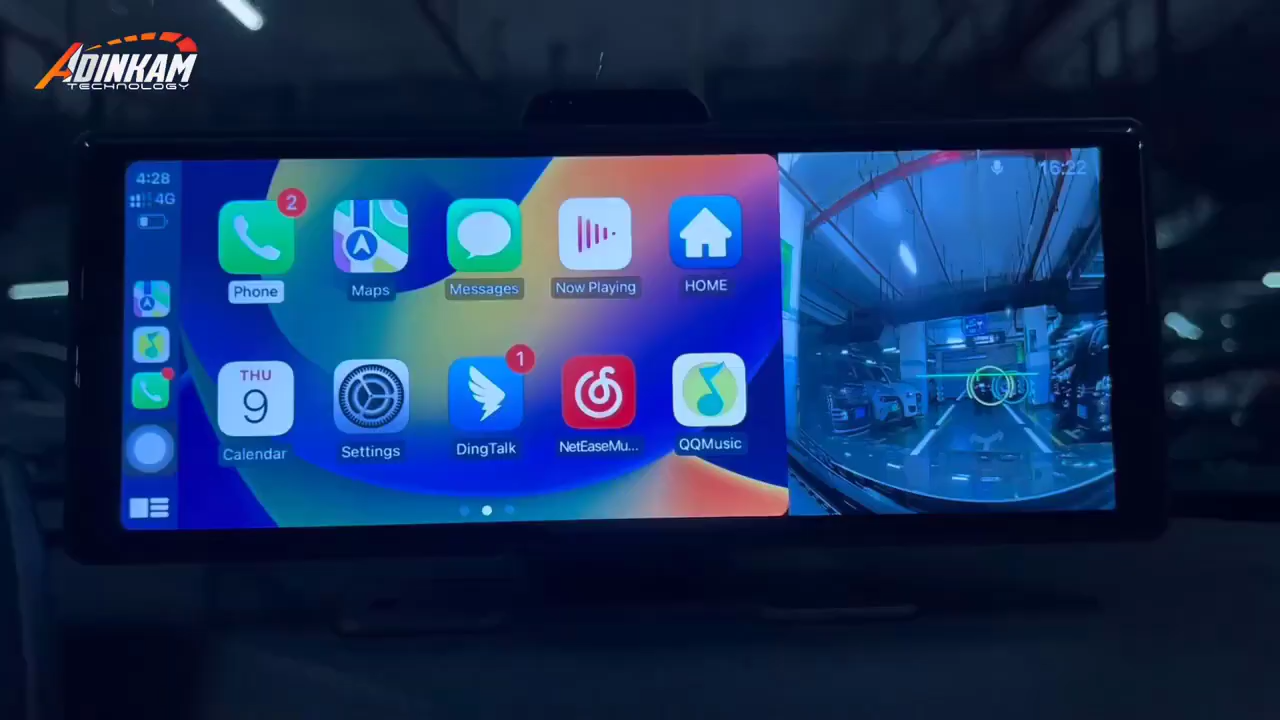 ADINKAM
TECHNOLOGY
4:28
4G
2
Phone
Maps
Messages
Now Playing
HOME
THU
9
Calendar
Settings
1
DingTalk
NetEaseMu...
QQMusic
16:22